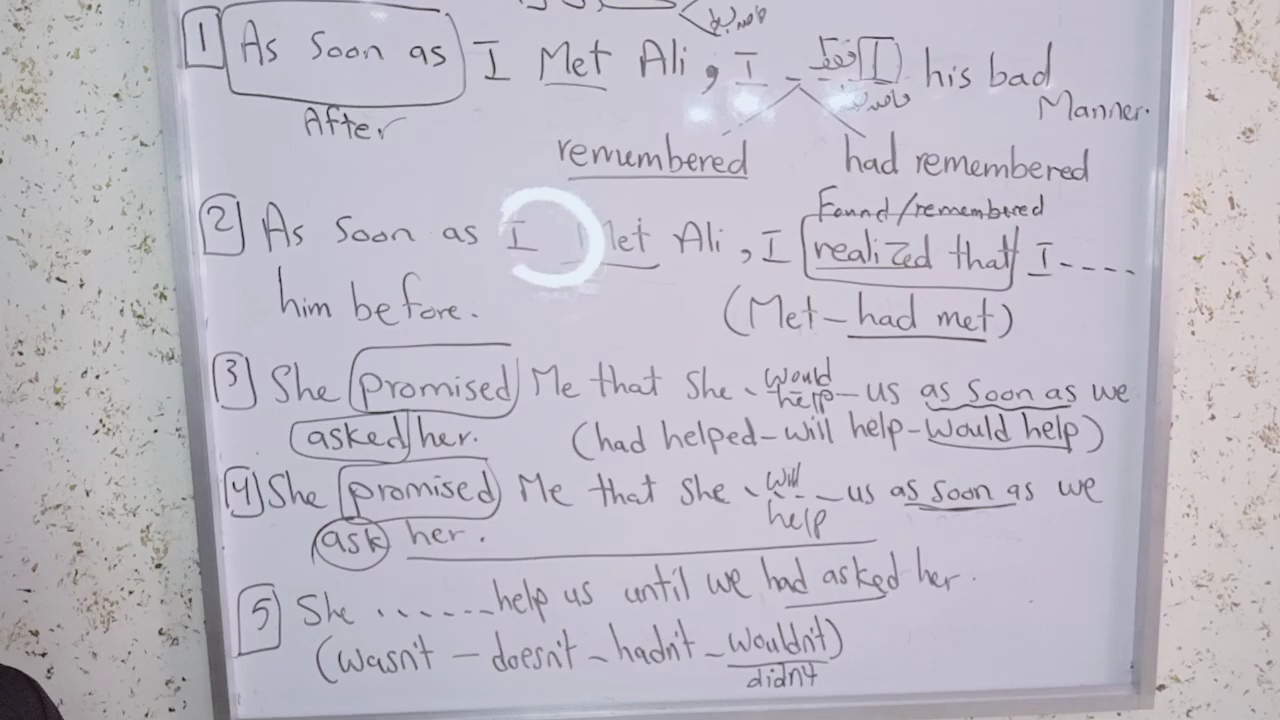 1 As soon as I Met Ali, I - - - فقط I his bad
Manner.
After
remumbered had remembered
Found/remembered
2 As soon as I Met Ali, I realized that I - - - -
him before. (Met - had met)
3 She promised Me that she would help us as soon as we
asked her. (had helped - will help - would help)
4 She promised Me that she will help us as soon as we
ask her.
5 She ...... help us until we had asked her.
(wasn't - doesn't - hadn't - wouldn't)
didn't